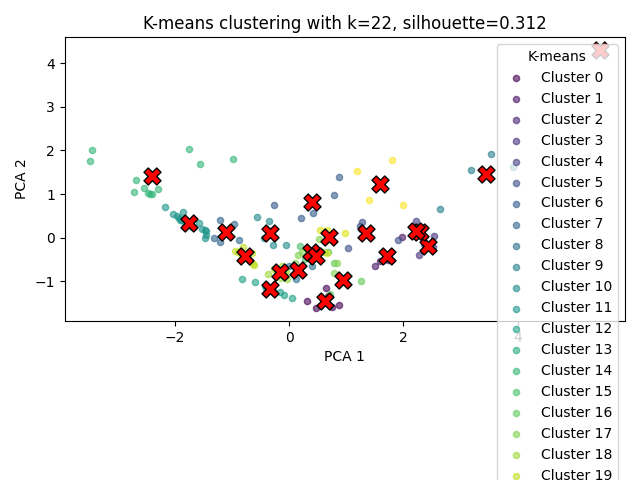 K-means clustering with k=22, silhouette=0.312
PCA 2
4
3
2
1
0
−1
−2
0
2
4
PCA 1
K-means
Cluster 0
Cluster 1
Cluster 2
Cluster 3
Cluster 4
Cluster 5
Cluster 6
Cluster 7
Cluster 8
Cluster 9
Cluster 10
Cluster 11
Cluster 12
Cluster 13
Cluster 14
Cluster 15
Cluster 16
Cluster 17
Cluster 18
Cluster 19